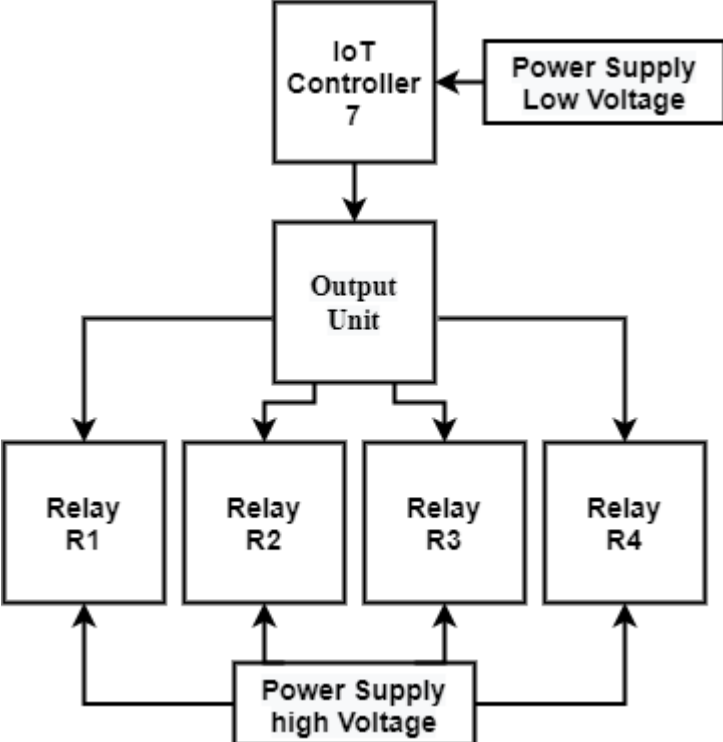 IoT
Controller
7
Power Supply
Low Voltage
Output
Unit
Relay
R1
Relay
R2
Relay
R3
Relay
R4
Power Supply
high Voltage